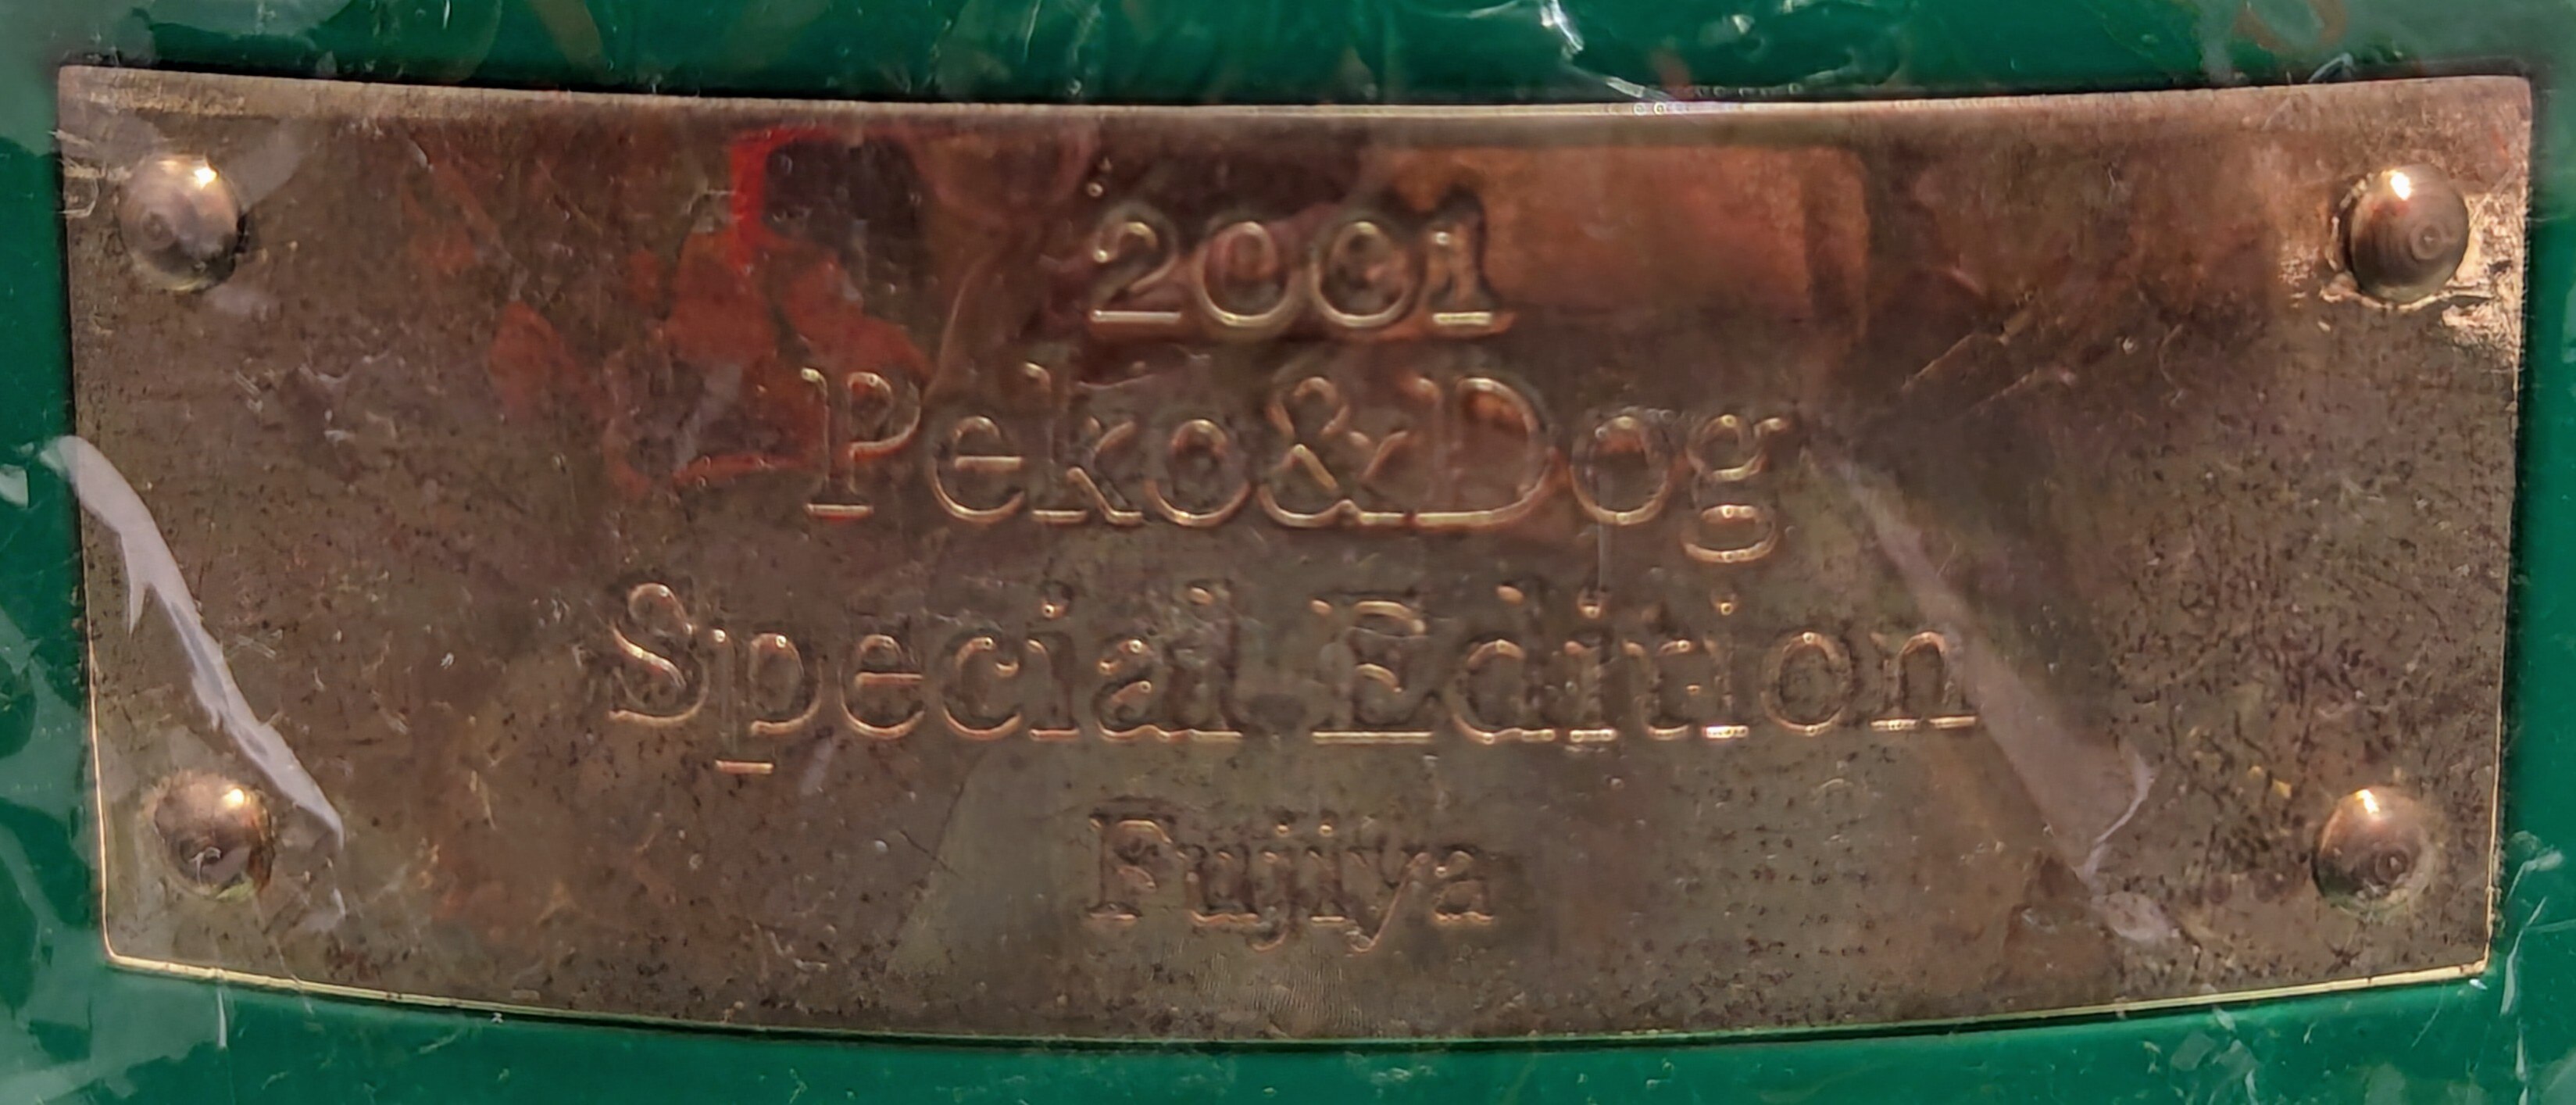 2001
Peko&Dog
Special Edition
Fujiya